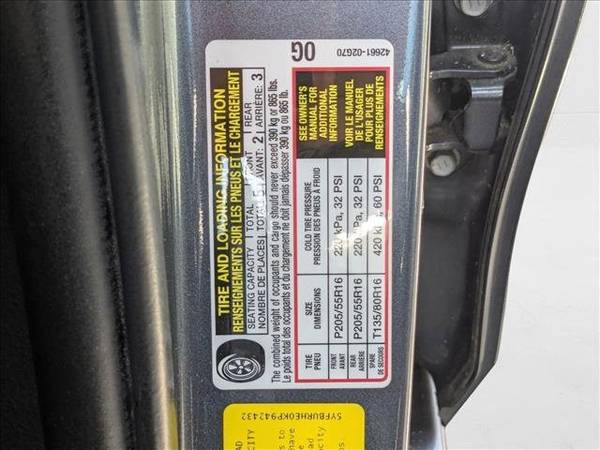 TIRE AND LOADING INFORMATION
RENSEIGNEMENTS SUR LES PNEUS ET LE CHARGEMENT
SEATING CAPACITY TOTAL FRONT REAR
NOMBRE DE PLACES TOTAL 5 AVANT: 2 ARRIÈRE: 3
The combined weight of occupants and cargo should never exceed 390 kg or 865 lbs.
Le poids total des occupants et du chargement ne doit jamais dépasser 390 kg ou 865 lb.
TIRE PNEU
SIZE DIMENSIONS
COLD TIRE PRESSURE
PRESSION DES PNEUS À FROID
FRONT AVANT P205/55R16 220 kPa, 32 PSI
REAR ARRIÈRE P205/55R16 220 kPa, 32 PSI
SPARE DE SECOURS T135/80R16 420 kPa, 60 PSI
SEE OWNER'S
MANUAL FOR
ADDITIONAL
INFORMATION
VOIR LE MANUEL
DE L'USAGER
POUR PLUS DE
RENSEIGNEMENTS
0G
42661-02G70
5YFBURHE0KP942432